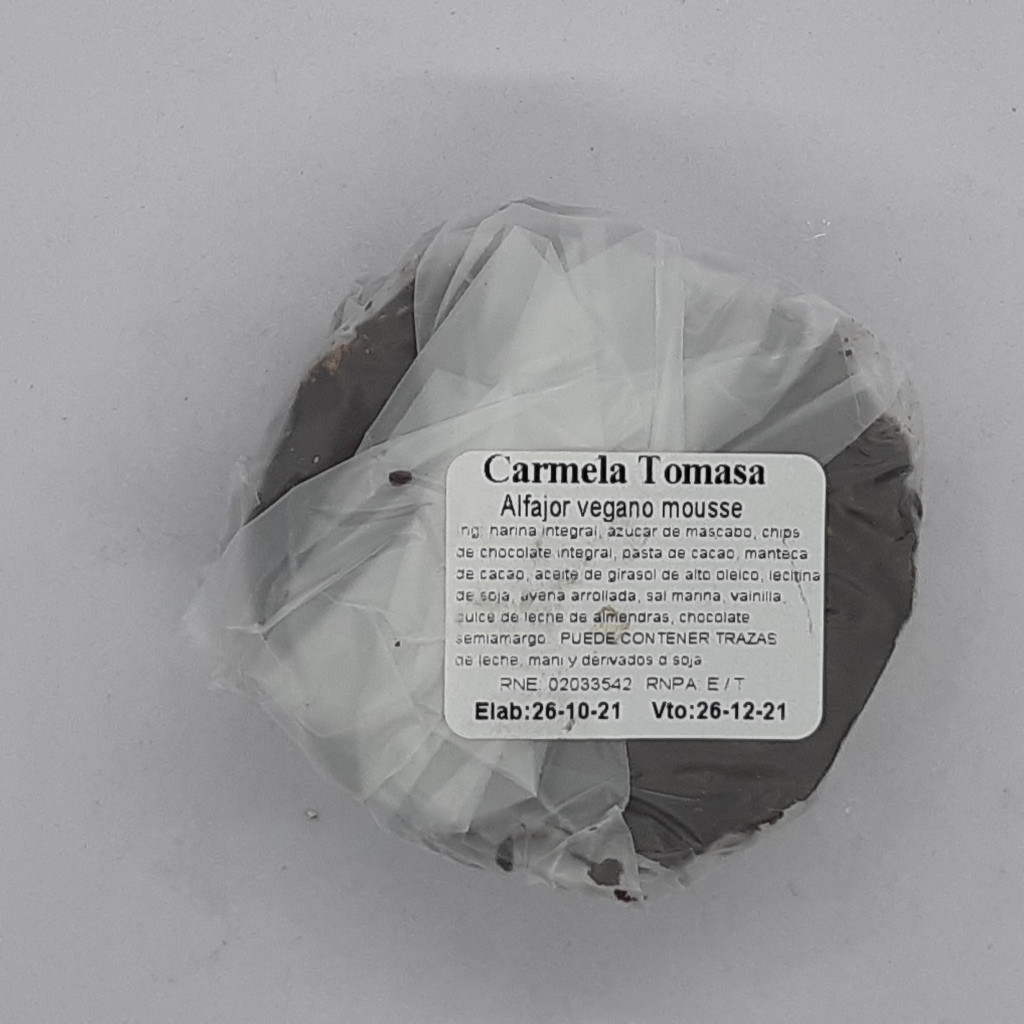 Carmela Tomasa
Alfajor vegano mousse
Ing: harina integral, azucar de mascabo, chips
de chocolate integral, pasta de cacao, manteca
de cacao, aceite de girasol de alto oleico, lecitina
de soja, avena arrollada, sal marina, vainilla,
dulce de leche de almendras, chocolate
semiamargo. PUEDE CONTENER TRAZAS
de leche, mani y derivados d soja
RNE: 02033542 RNPA: E / T
Elab:26-10-21 Vto:26-12-21